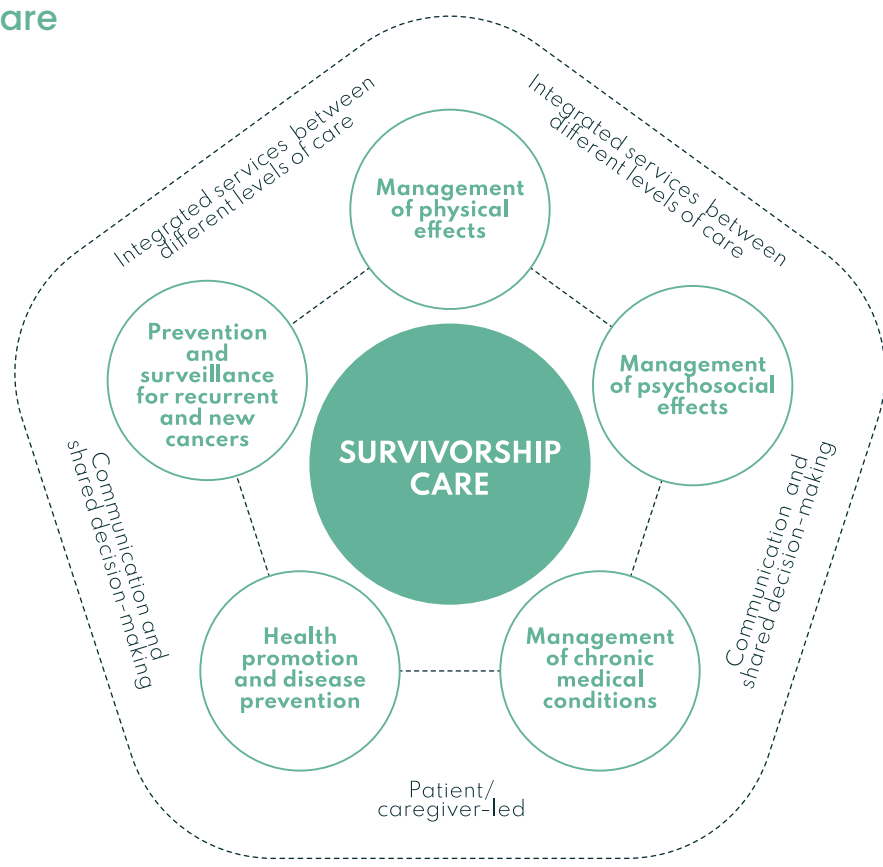 are
Integrated services between
different levels of care
Integrated services between
different levels of care
Management
of physical
effects
Prevention
and
surveillance
for recurrent
and new
cancers
Management
of psychosocial
effects
SURVIVORSHIP
CARE
Communication and
shared decision-making
Communication and
shared decision-making
Health
promotion
and disease
prevention
Management
of chronic
medical
conditions
Patient/
caregiver-led